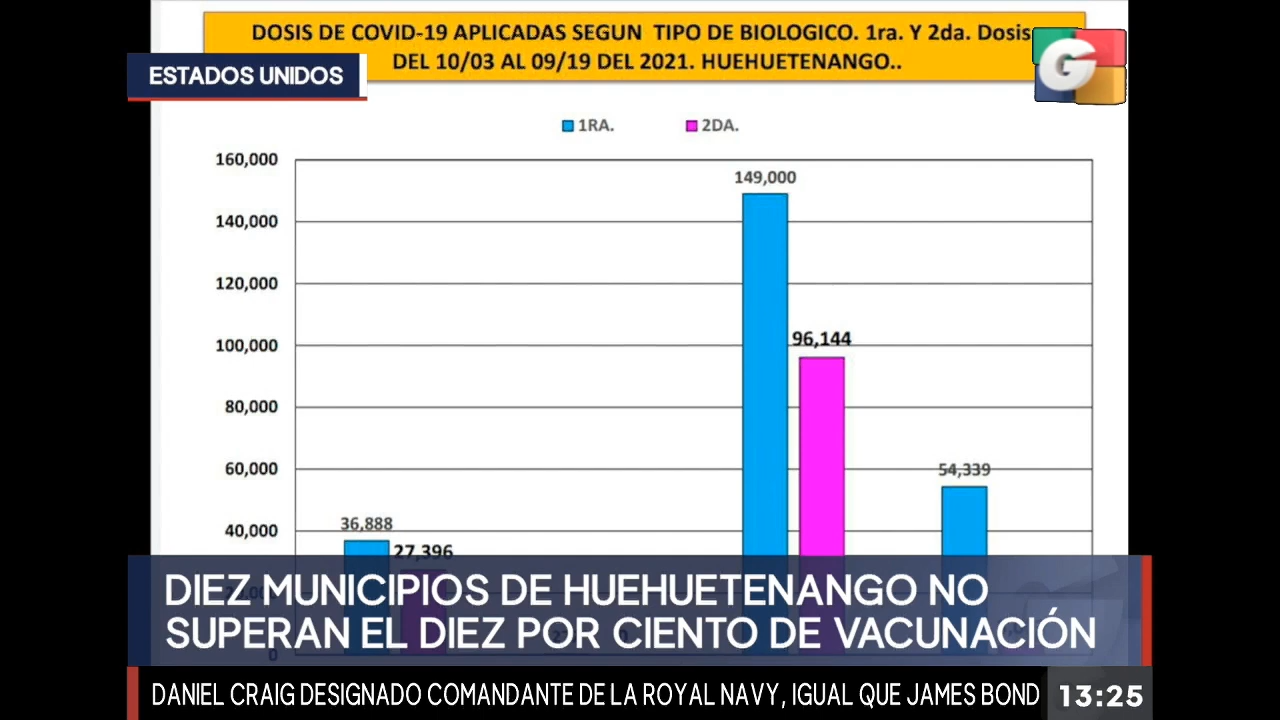 DOSIS DE COVID-19 APLICADAS SEGUN TIPO DE BIOLOGICO. 1ra. Y 2da. Dosis
DEL 10/03 AL 09/19 DEL 2021. HUEHUETENANGO..
ESTADOS UNIDOS
G
1RA. 2DA.
160,000
149,000
140,000
120,000
100,000
96,144
80,000
60,000
54,339
40,000
36,888
27,396
0
DIEZ MUNICIPIOS DE HUEHUETENANGO NO
SUPERAN EL DIEZ POR CIENTO DE VACUNACIÓN
DANIEL CRAIG DESIGNADO COMANDANTE DE LA ROYAL NAVY, IGUAL QUE JAMES BOND
13:25